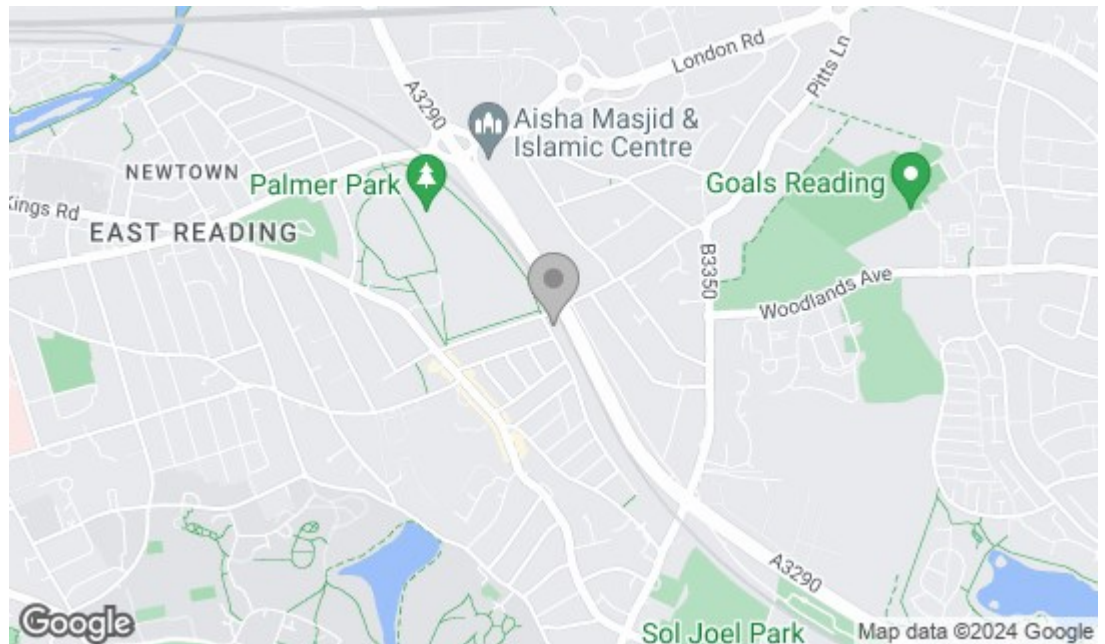 London Rd
Pitts Ln
A3290
Aisha Masjid &
Islamic Centre
NEWTOWN
Palmer Park
Goals Reading
Kings Rd
EAST READING
B3350
Woodlands Ave
A3290
Google
Sol Joel Park
Map data ©2024 Google